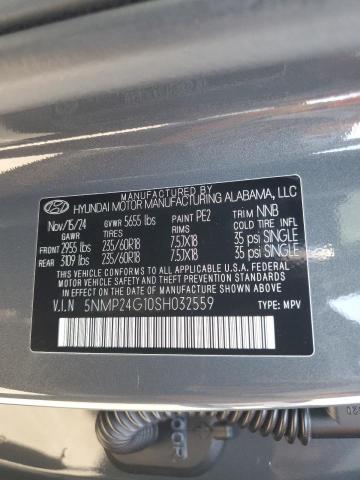 MANUFACTURED BY
HYUNDAI MOTOR MANUFACTURING ALABAMA, LLC
Nov/15/24 GVWR 5655 lbs PAINT PE2 TRIM NNB
GAWR TIRES RIMS COLD TIRE INFL
FRONT 2955 lbs 235/60R18 7.5JX18 35 psi SINGLE
REAR 3109 lbs 235/60R18 7.5JX18 35 psi SINGLE
THIS VEHICLE CONFORMS TO ALL APPLICABLE U.S.A. FEDERAL
MOTOR VEHICLE SAFETY STANDARDS IN EFFECT
ON THE DATE OF MANUFACTURE SHOWN ABOVE.
V.I.N 5NMP24G10SH032559 TYPE: MPV